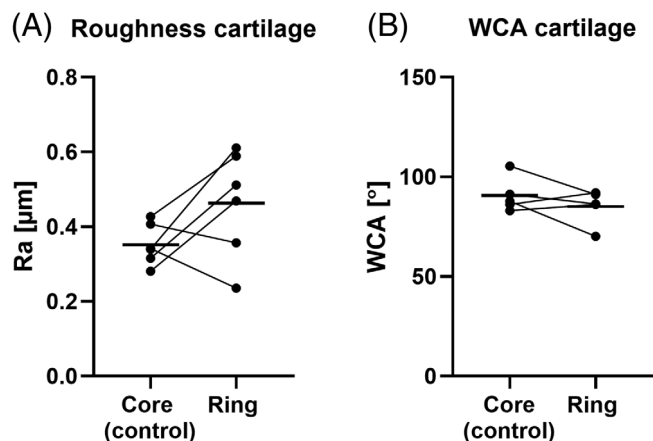 (A) Roughness cartilage
0.8
0.6
0.4
0.2
0.0
Ra [µm]
Core
(control)
Ring
(B) WCA cartilage
150
100
50
0
WCA [°]
Core
(control)
Ring